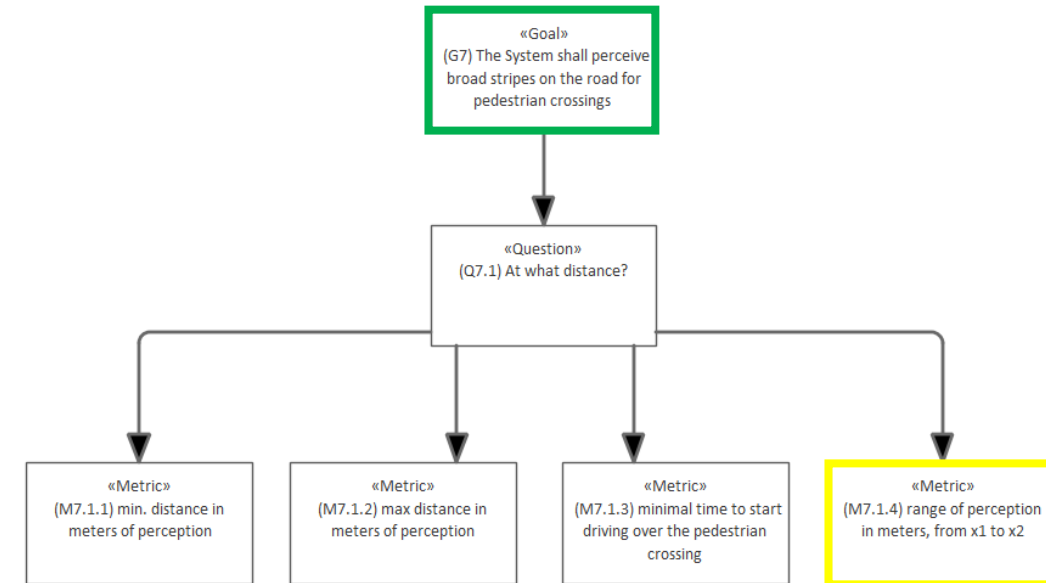 «Goal»
(G7) The System shall perceive
broad stripes on the road for
pedestrian crossings
«Question»
(Q7.1) At what distance?
«Metric»
(M7.1.1) min. distance in
meters of perception
«Metric»
(M7.1.2) max distance in
meters of perception
«Metric»
(M7.1.3) minimal time to start
driving over the pedestrian
crossing
«Metric»
(M7.1.4) range of perception
in meters, from x1 to x2